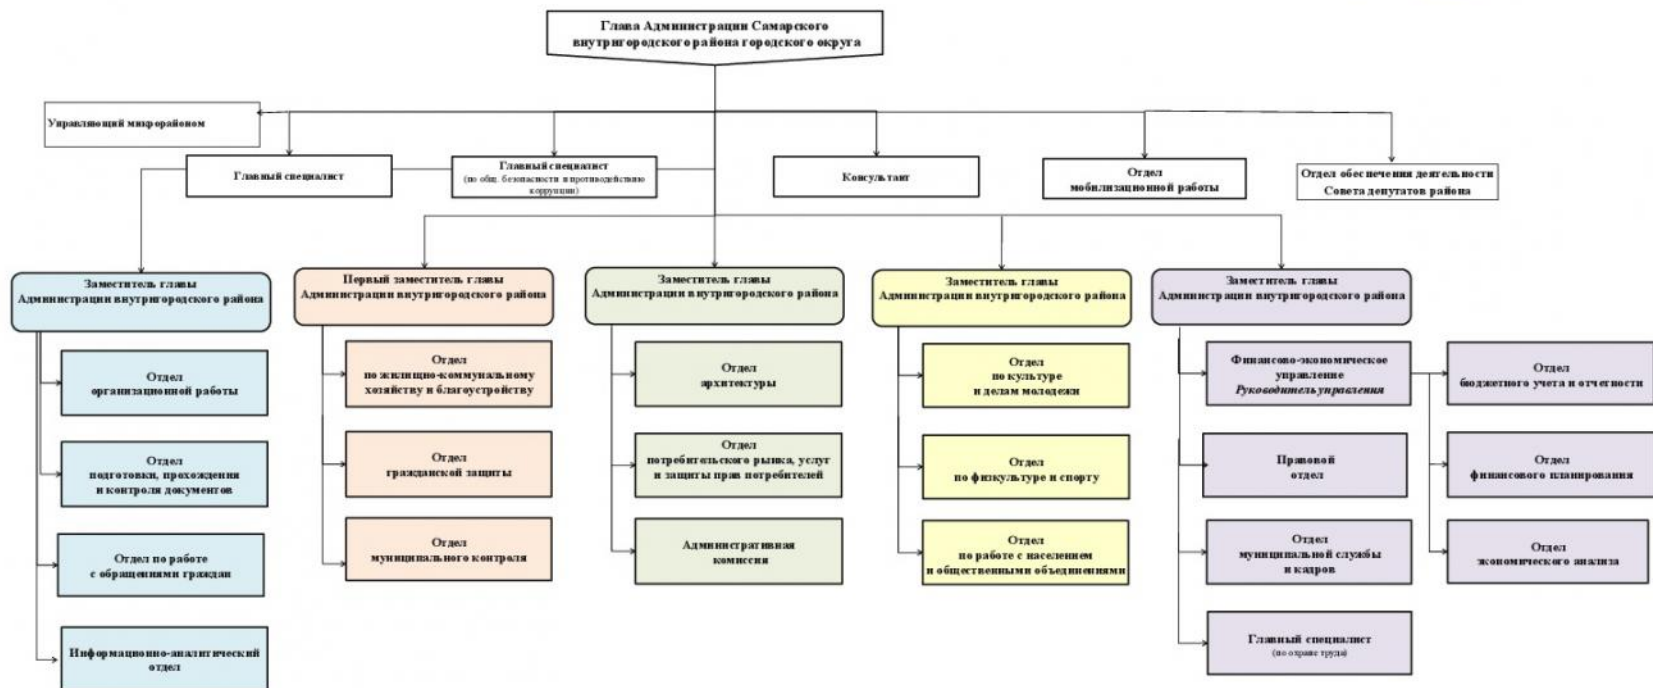 Глава Администрации Самарского
внутригородского района городского округа
Управляющий микрорайоном
Главный специалист
Главный специалист
(по общ. безопасности и противодействию
коррупции)
Консультант
Отдел
мобилизационной работы
Отдел обеспечения деятельности
Совета депутатов района
Заместитель главы
Администрации внутригородского района
Первый заместитель главы
Администрации внутригородского района
Заместитель главы
Администрации внутригородского района
Заместитель главы
Администрации внутригородского района
Заместитель главы
Администрации внутригородского района
Отдел
организационной работы
Отдел
подготовки, прохождения
и контроля документов
Отдел по работе
с обращениями граждан
Информационно-аналитический
отдел
Отдел
по жилищно-коммунальному
хозяйству и благоустройству
Отдел
гражданской защиты
Отдел
муниципального контроля
Отдел
архитектуры
Отдел
потребительского рынка, услуг
и защиты прав потребителей
Административная
комиссия
Отдел
по культуре
и делам молодежи
Отдел
по физкультуре и спорту
Отдел
по работе с населением
и общественными объединениями
Финансово-экономическое
управление
Руководитель управления
Правовой
отдел
Отдел
муниципальной службы
и кадров
Главный специалист
(по охране труда)
Отдел
бюджетного учета и отчетности
Отдел
финансового планирования
Отдел
экономического анализа